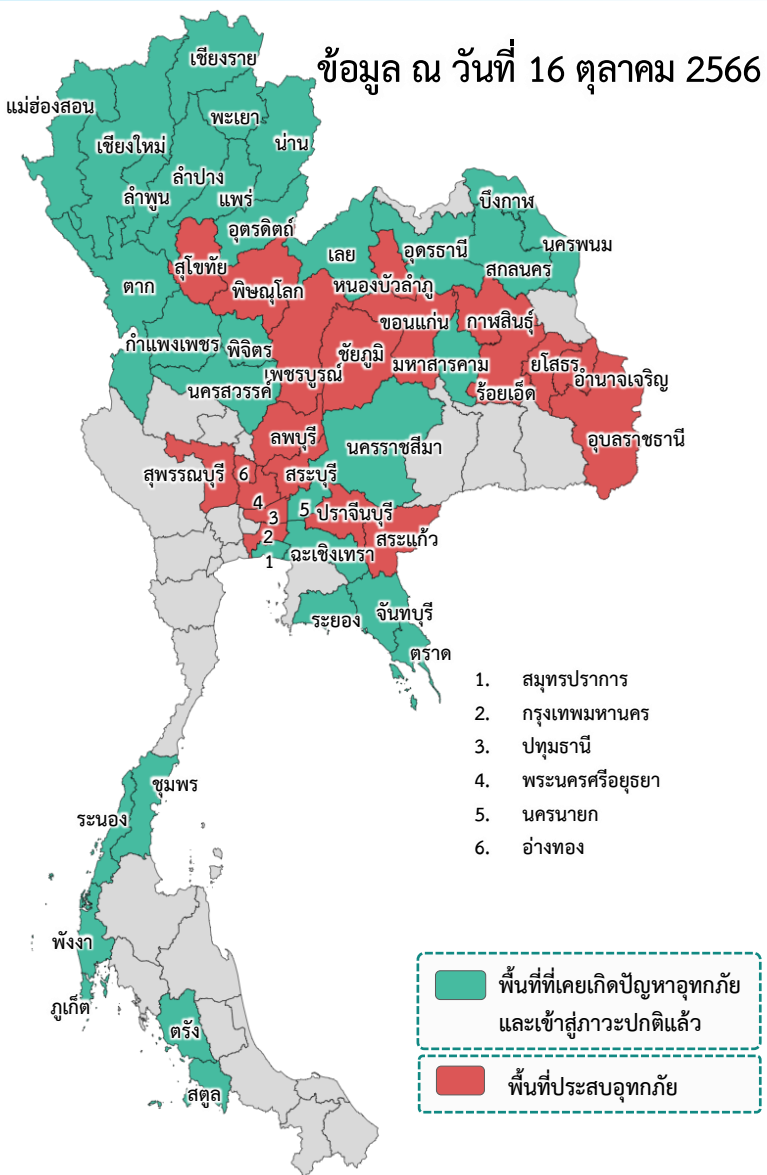 ข้อมูล ณ วันที่ 16 ตุลาคม 2566
เชียงราย
แม่ฮ่องสอน
พะเยา
เชียงใหม่
น่าน
ลำปาง
ลำพูน
แพร่
บึงกาฬ
อุตรดิตถ์
นครพนม
อุดรธานี
เลย
สุโขทัย
สกลนคร
ตาก
พิษณุโลก
หนองบัวลำภู
ขอนแก่น
กาฬสินธุ์
กำแพงเพชร
พิจิตร
ชัยภูมิ
มหาสารคาม
ยโสธร
เพชรบูรณ์
อำนาจเจริญ
นครสวรรค์
ร้อยเอ็ด
ลพบุรี
อุบลราชธานี
นครราชสีมา
สุพรรณบุรี
6
สระบุรี
4
5
ปราจีนบุรี
3
2
สระแก้ว
ฉะเชิงเทรา
1
ระยอง
จันทบุรี
ตราด
1. สมุทรปราการ
2. กรุงเทพมหานคร
3. ปทุมธานี
4. พระนครศรีอยุธยา
5. นครนายก
6. อ่างทอง
ชุมพร
ระนอง
พังงา
ภูเก็ต
ตรัง
สตูล
พื้นที่ที่เคยเกิดปัญหาอุทกภัย
และเข้าสู่ภาวะปกติแล้ว
พื้นที่ประสบอุทกภัย